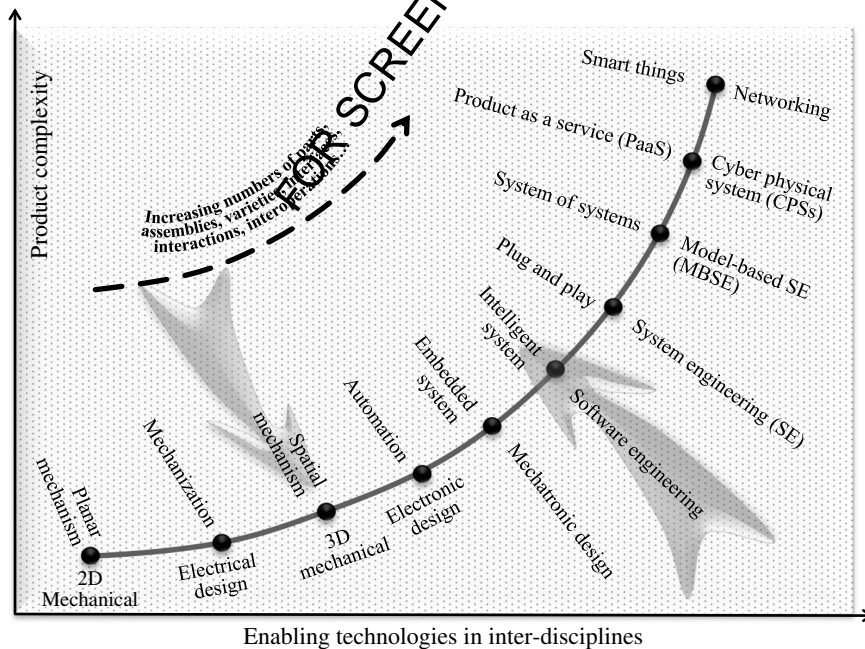 Product complexity
FOR SCREEN
Increasing numbers of parts,
assemblies, varieties, interfaces,
interactions, interoperations...
Smart things
Networking
Product as a service (PaaS)
Cyber physical
system (CPSs)
System of systems
Model-based SE
(MBSE)
Plug and play
System engineering (SE)
Intelligent
system
Software engineering
Embedded
system
Mechatronic design
Automation
Electronic
design
Spatial
mechanism
3D
mechanical
Mechanization
Electrical
design
Planar
mechanism
2D
Mechanical
Enabling technologies in inter-disciplines